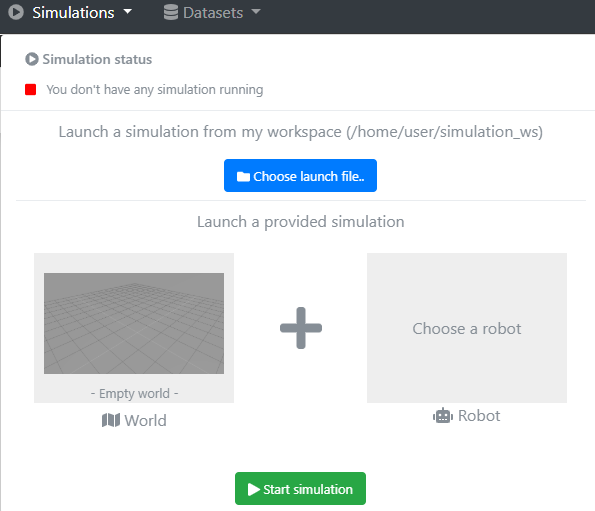 Simulations Datasets
Simulation status
You don't have any simulation running
Launch a simulation from my workspace (/home/user/simulation_ws)
Choose launch file..
Launch a provided simulation
Choose a robot
- Empty world -
World
Robot
Start simulation